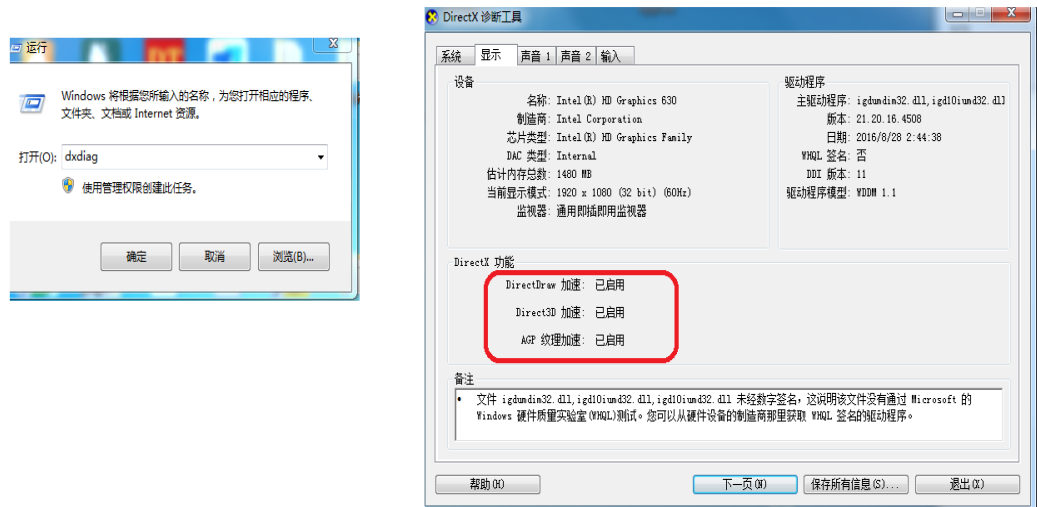 运行
Windows 将根据您所输入的名称，为您打开相应的程序、
文件夹、文档或 Internet 资源。
打开(O): dxdiag
使用管理权限创建此任务。
确定 取消 浏览(B)...
DirectX 诊断工具
系统 显示 声音 1 声音 2 输入
设备
名称: Intel(R) HD Graphics 630
制造商: Intel Corporation
芯片类型: Intel(R) HD Graphics Family
DAC 类型: Internal
估计内存总数: 1480 MB
当前显示模式: 1920 x 1080 (32 bit) (60Hz)
监视器: 通用即插即用监视器
驱动程序
主驱动程序: igdumdim32.dll,igd10iumd32.dll
版本: 21.20.16.4508
日期: 2016/8/28 2:44:38
WHQL 签名: 否
DDI 版本: 11
驱动程序模型: WDDM 1.1
DirectX 功能
DirectDraw 加速: 已启用
Direct3D 加速: 已启用
AGP 纹理加速: 已启用
备注
• 文件 igdumdim32.dll,igd10iumd32.dll,igd10iumd32.dll 未经数字签名，这说明该文件没有通过 Microsoft 的
Windows 硬件质量实验室(WHQL)测试。您可以从硬件设备的制造商那里获取 WHQL 签名的驱动程序。
帮助(H) 下一页(N) 保存所有信息(S)... 退出(X)